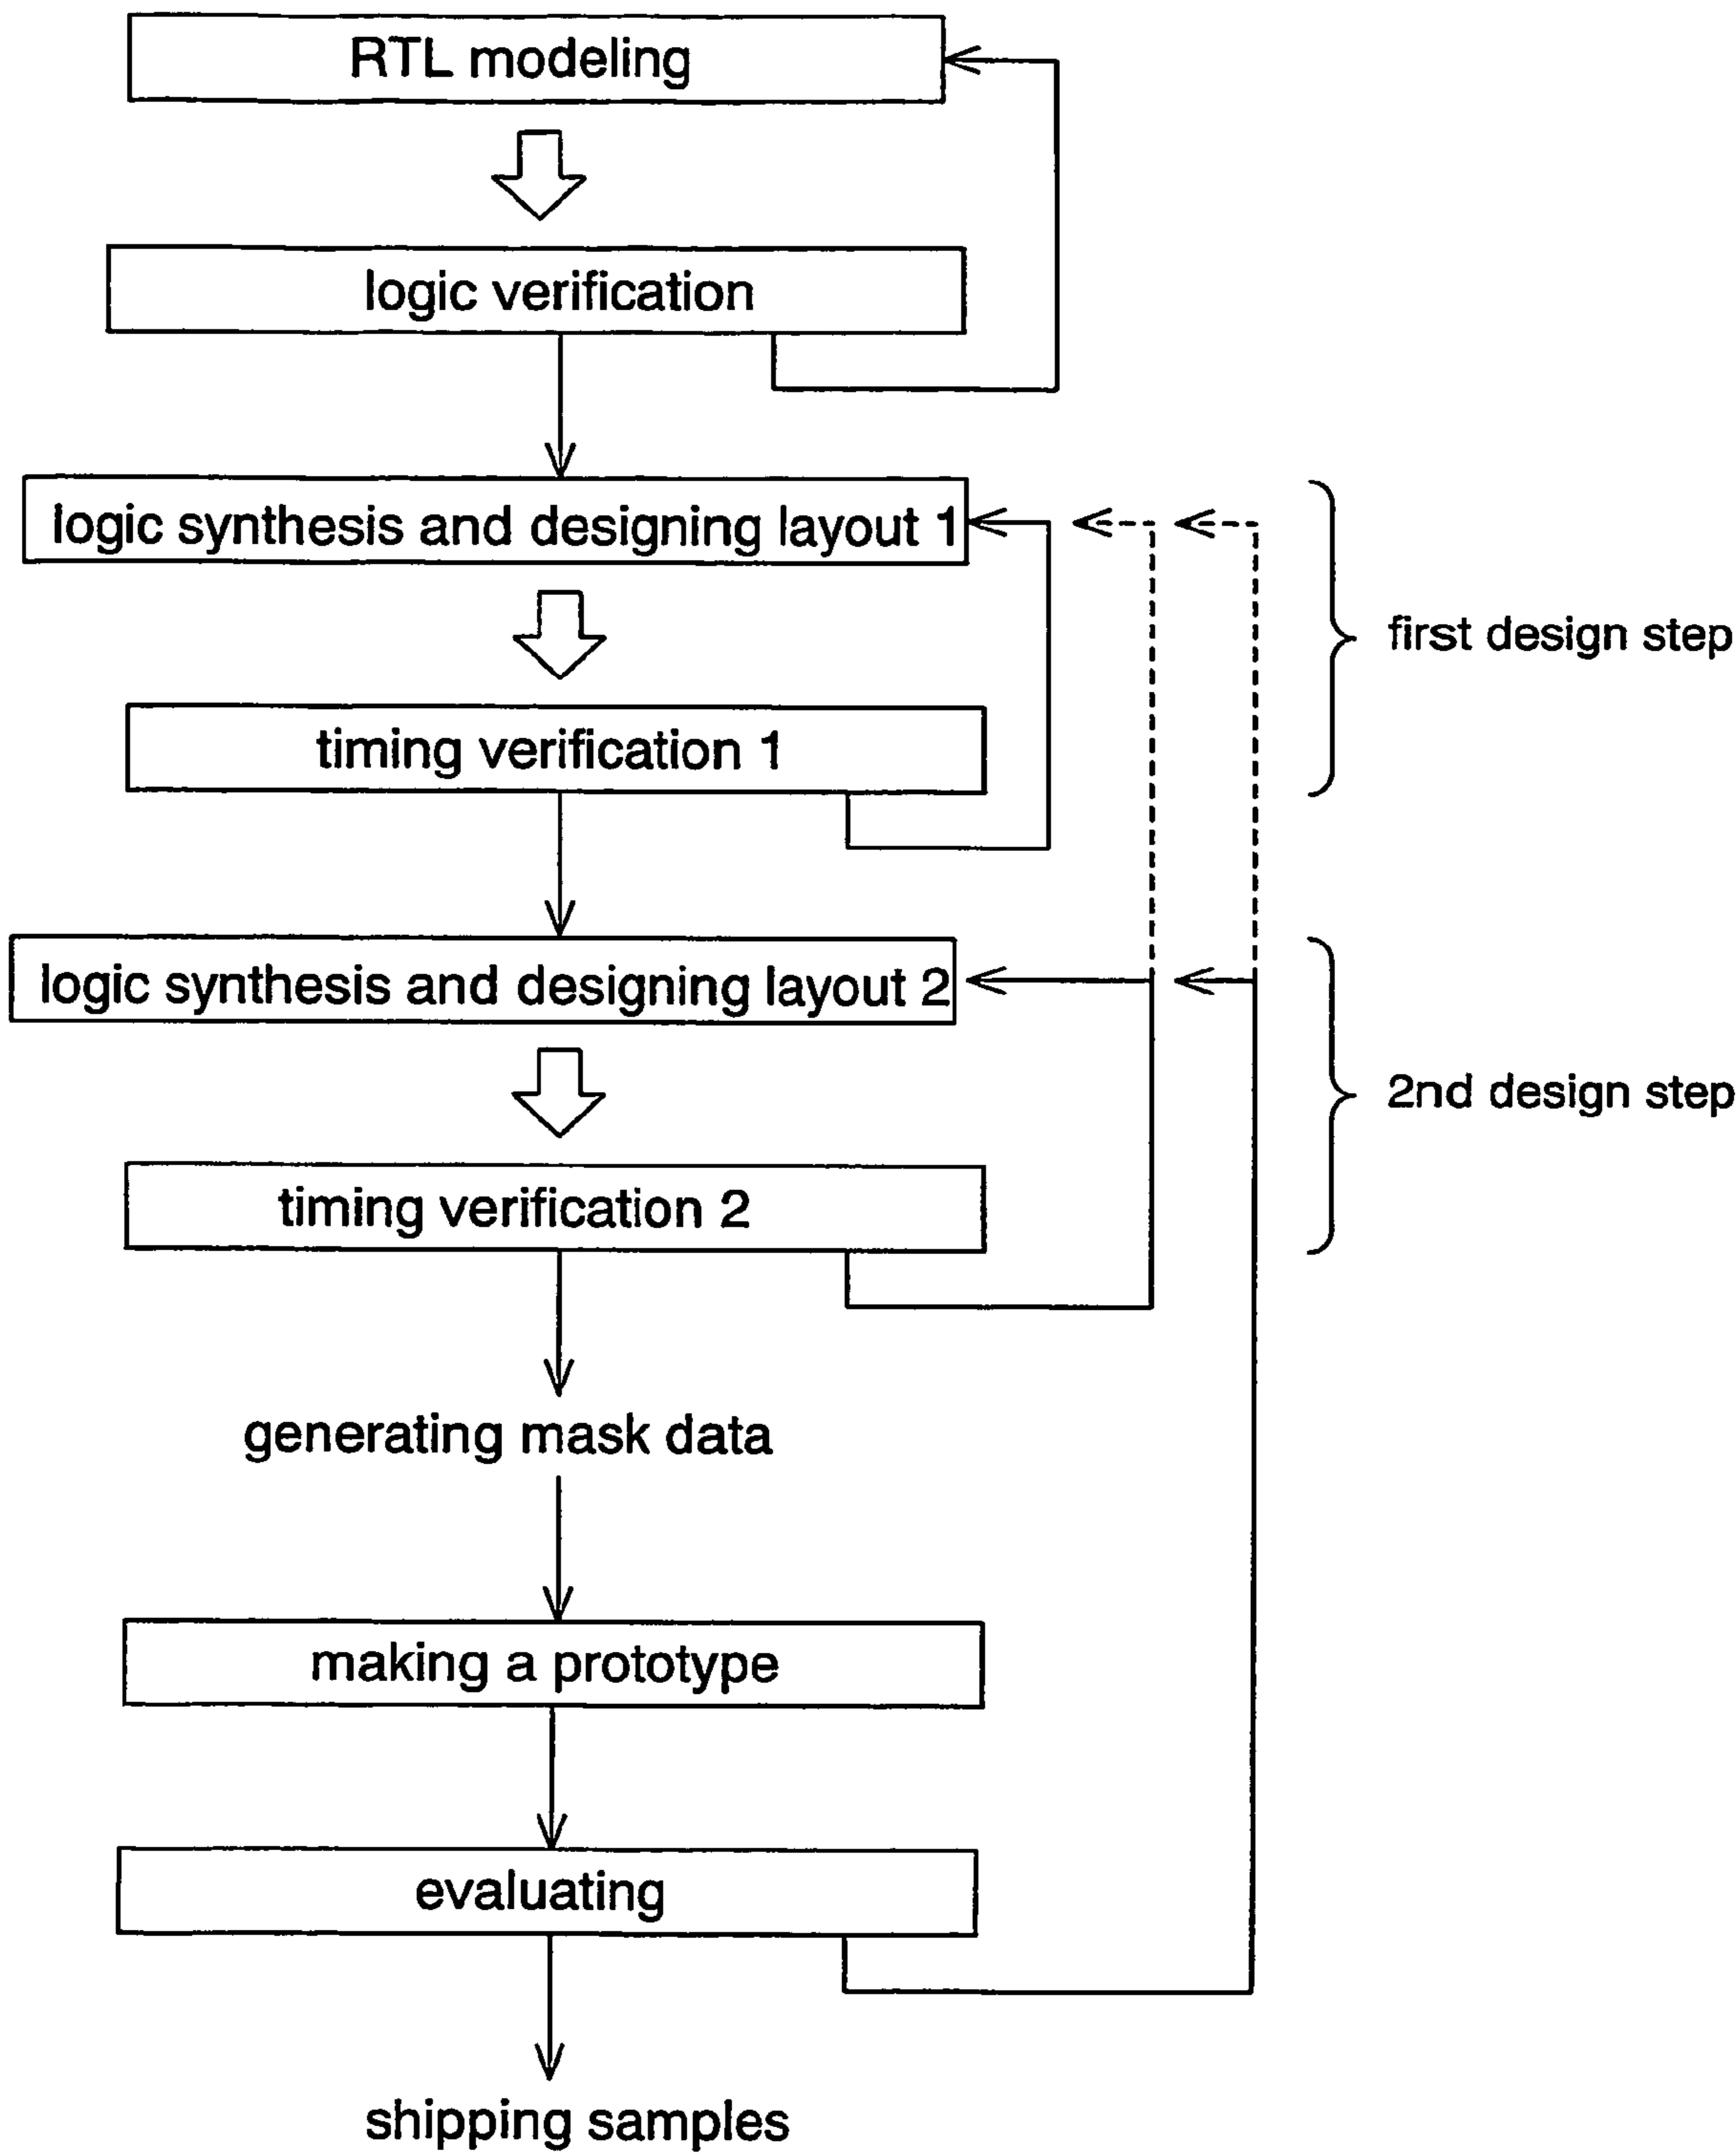 RTL modeling
logic verification
logic synthesis and designing layout 1
first design step
timing verification 1
logic synthesis and designing layout 2
2nd design step
timing verification 2
generating mask data
making a prototype
evaluating
shipping samples